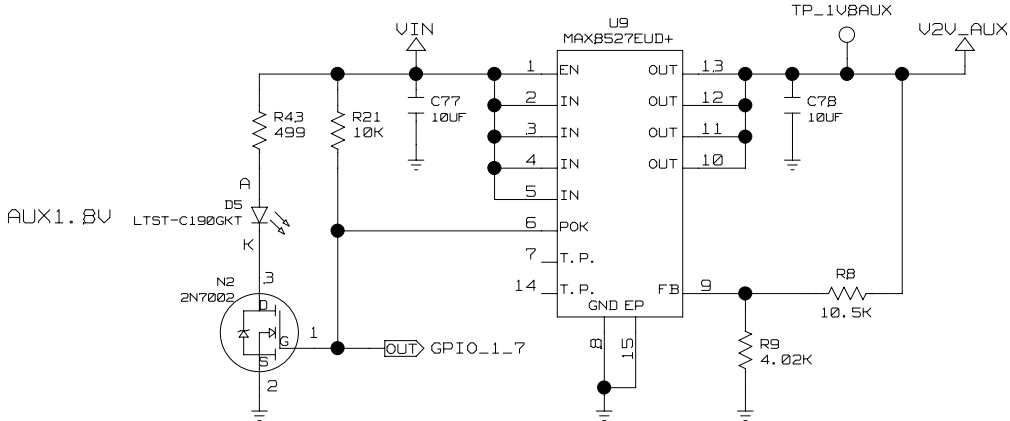 TP_1V8AUX
U9
VIN
MAX8527EUD+
V2V_AUX
1 EN OUT 13
2 IN OUT 12
3 IN OUT 11
4 IN OUT 10
5 IN
6 POK
7 T.P.
14 T.P. FB 9
GND EP
8 15
R43
499
R21
10K
C77
10UF
C78
10UF
A
D5
LTST-C190GKT
K
AUX1.8V
N2
2N7002
3
D
G
S
1
2
OUT GPIO_1_7
R8
10.5K
R9
4.02K